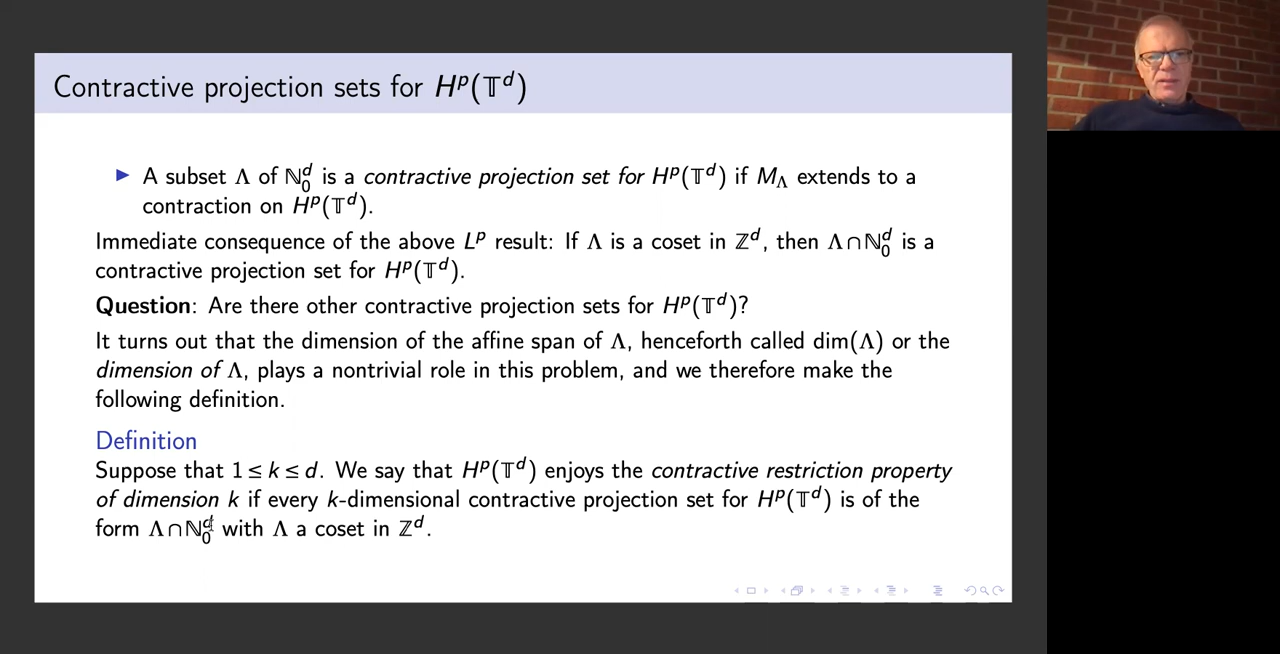 Contractive projection sets for H^p(𝕋^d)
▶ A subset Λ of ℕ_0^d is a contractive projection set for H^p(𝕋^d) if M_Λ extends to a
contraction on H^p(𝕋^d).
Immediate consequence of the above L^p result: If Λ is a coset in ℤ^d, then Λ∩ℕ_0^d is a
contractive projection set for H^p(𝕋^d).
Question: Are there other contractive projection sets for H^p(𝕋^d)?
It turns out that the dimension of the affine span of Λ, henceforth called dim(Λ) or the
dimension of Λ, plays a nontrivial role in this problem, and we therefore make the
following definition.
Definition
Suppose that 1 ≤ k ≤ d. We say that H^p(𝕋^d) enjoys the contractive restriction property
of dimension k if every k-dimensional contractive projection set for H^p(𝕋^d) is of the
form Λ∩ℕ_0^d with Λ a coset in ℤ^d.